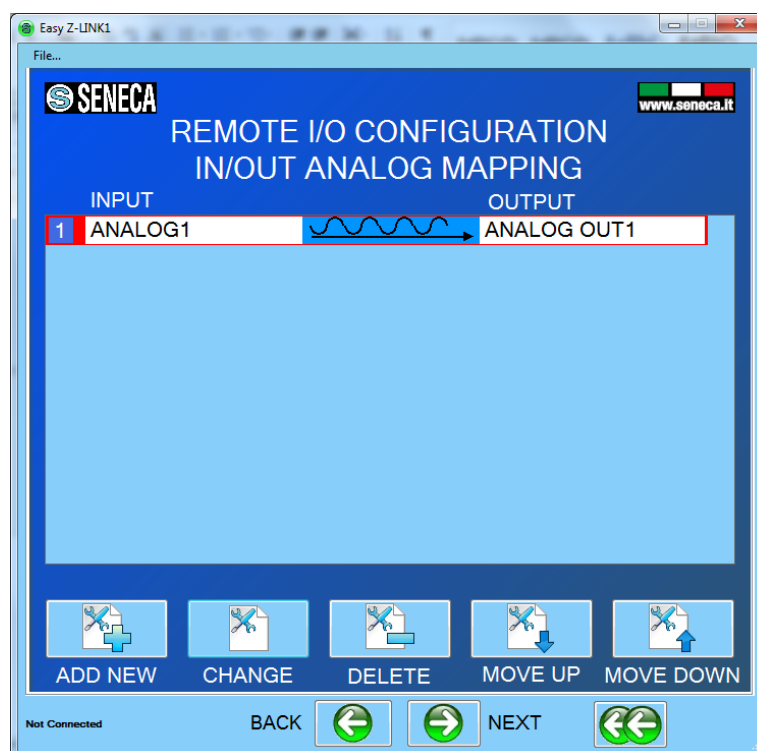 Easy Z-LINK1
File...
SENECA
www.seneca.it
REMOTE I/O CONFIGURATION
IN/OUT ANALOG MAPPING
INPUT OUTPUT
1 ANALOG1 ANALOG OUT1
ADD NEW CHANGE DELETE MOVE UP MOVE DOWN
Not Connected BACK NEXT